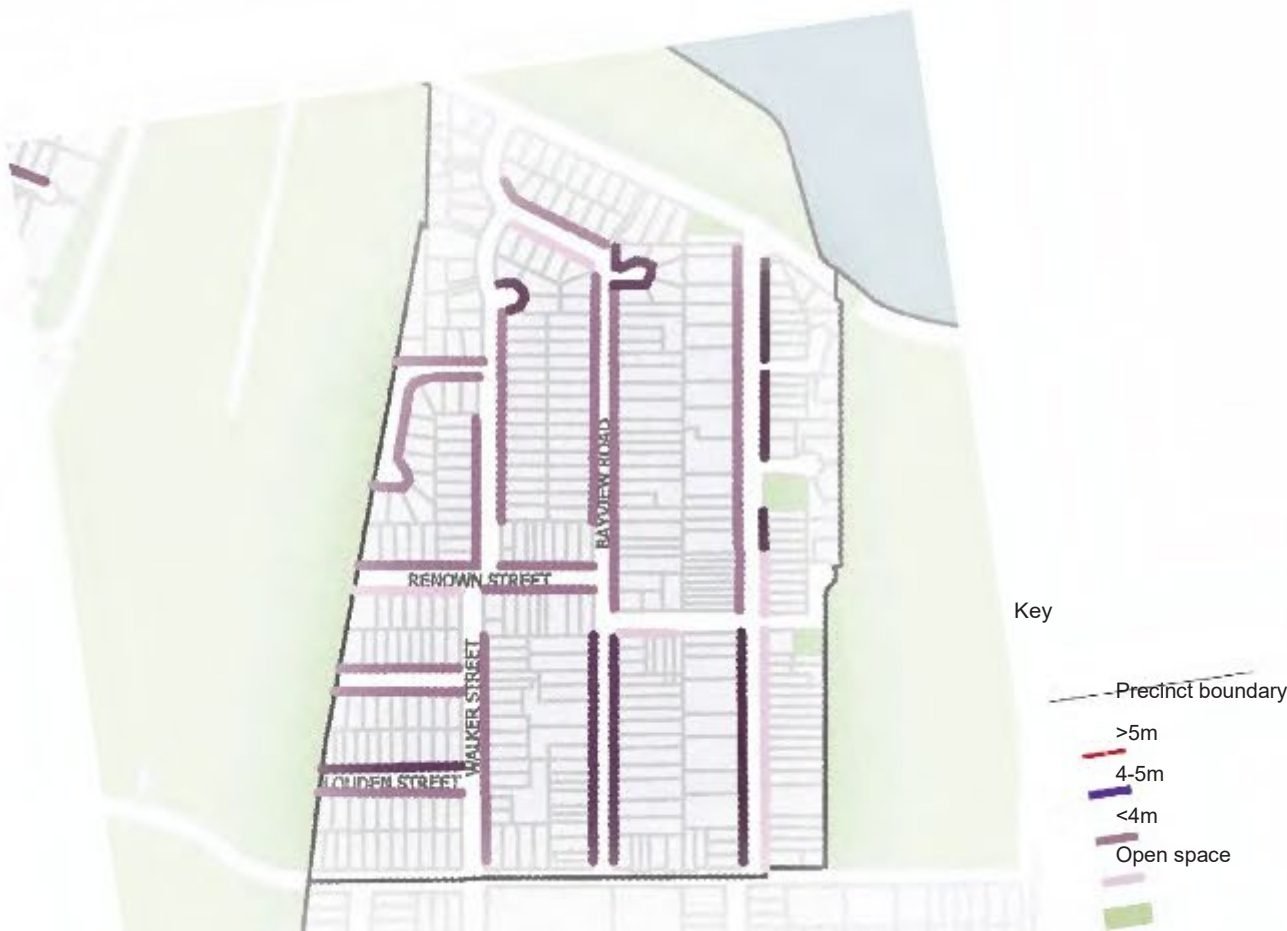 BAYVIEW ROAD
RENOWN STREET
WALKER STREET
LOUDEN STREET
Key
Precinct boundary
>5m
4-5m
<4m
Open space